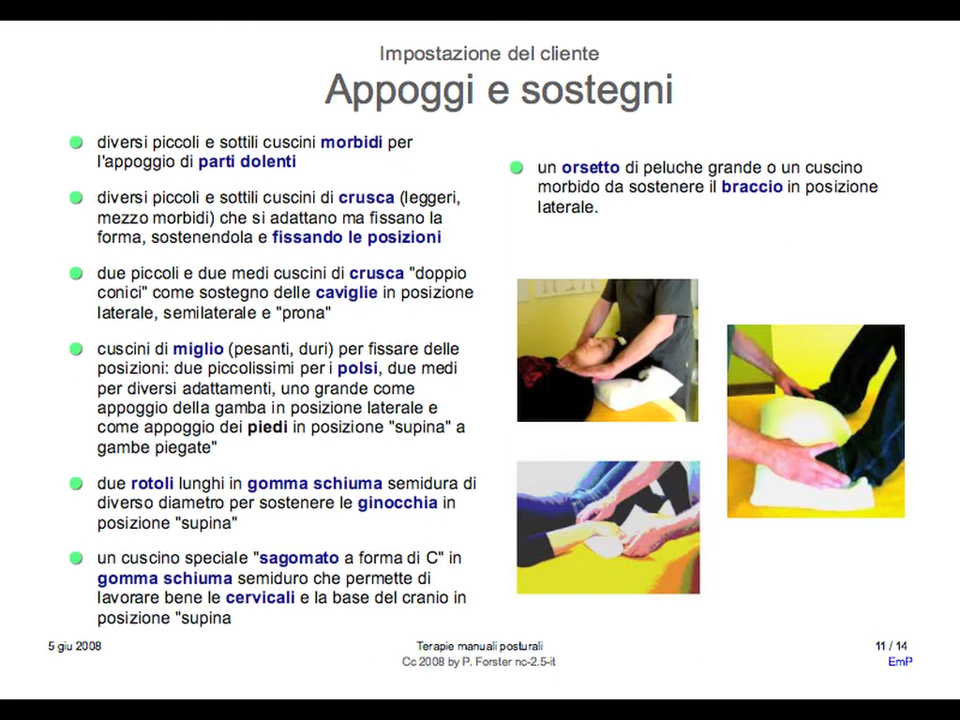 Impostazione del cliente
Appoggi e sostegni
diversi piccoli e sottili cuscini morbidi per
l'appoggio di parti dolenti
diversi piccoli e sottili cuscini di crusca (leggeri,
mezzo morbidi) che si adattano ma fissano la
forma, sostenendola e fissando le posizioni
due piccoli e due medi cuscini di crusca "doppio
conici" come sostegno delle caviglie in posizione
laterale, semilaterale e "prona"
cuscini di miglio (pesanti, duri) per fissare delle
posizioni: due piccolissimi per i polsi, due medi
per diversi adattamenti, uno grande come
appoggio della gamba in posizione laterale e
come appoggio dei piedi in posizione "supina" a
gambe piegate"
due rotoli lunghi in gomma schiuma semidura di
diverso diametro per sostenere le ginocchia in
posizione "supina"
un cuscino speciale "sagomato a forma di C" in
gomma schiuma semiduro che permette di
lavorare bene le cervicali e la base del cranio in
posizione "supina
un orsetto di peluche grande o un cuscino
morbido da sostenere il braccio in posizione
laterale.
5 giu 2008
Terapie manuali posturali
Cc 2008 by P. Forster nc-2.5-it
11 / 14
EmP